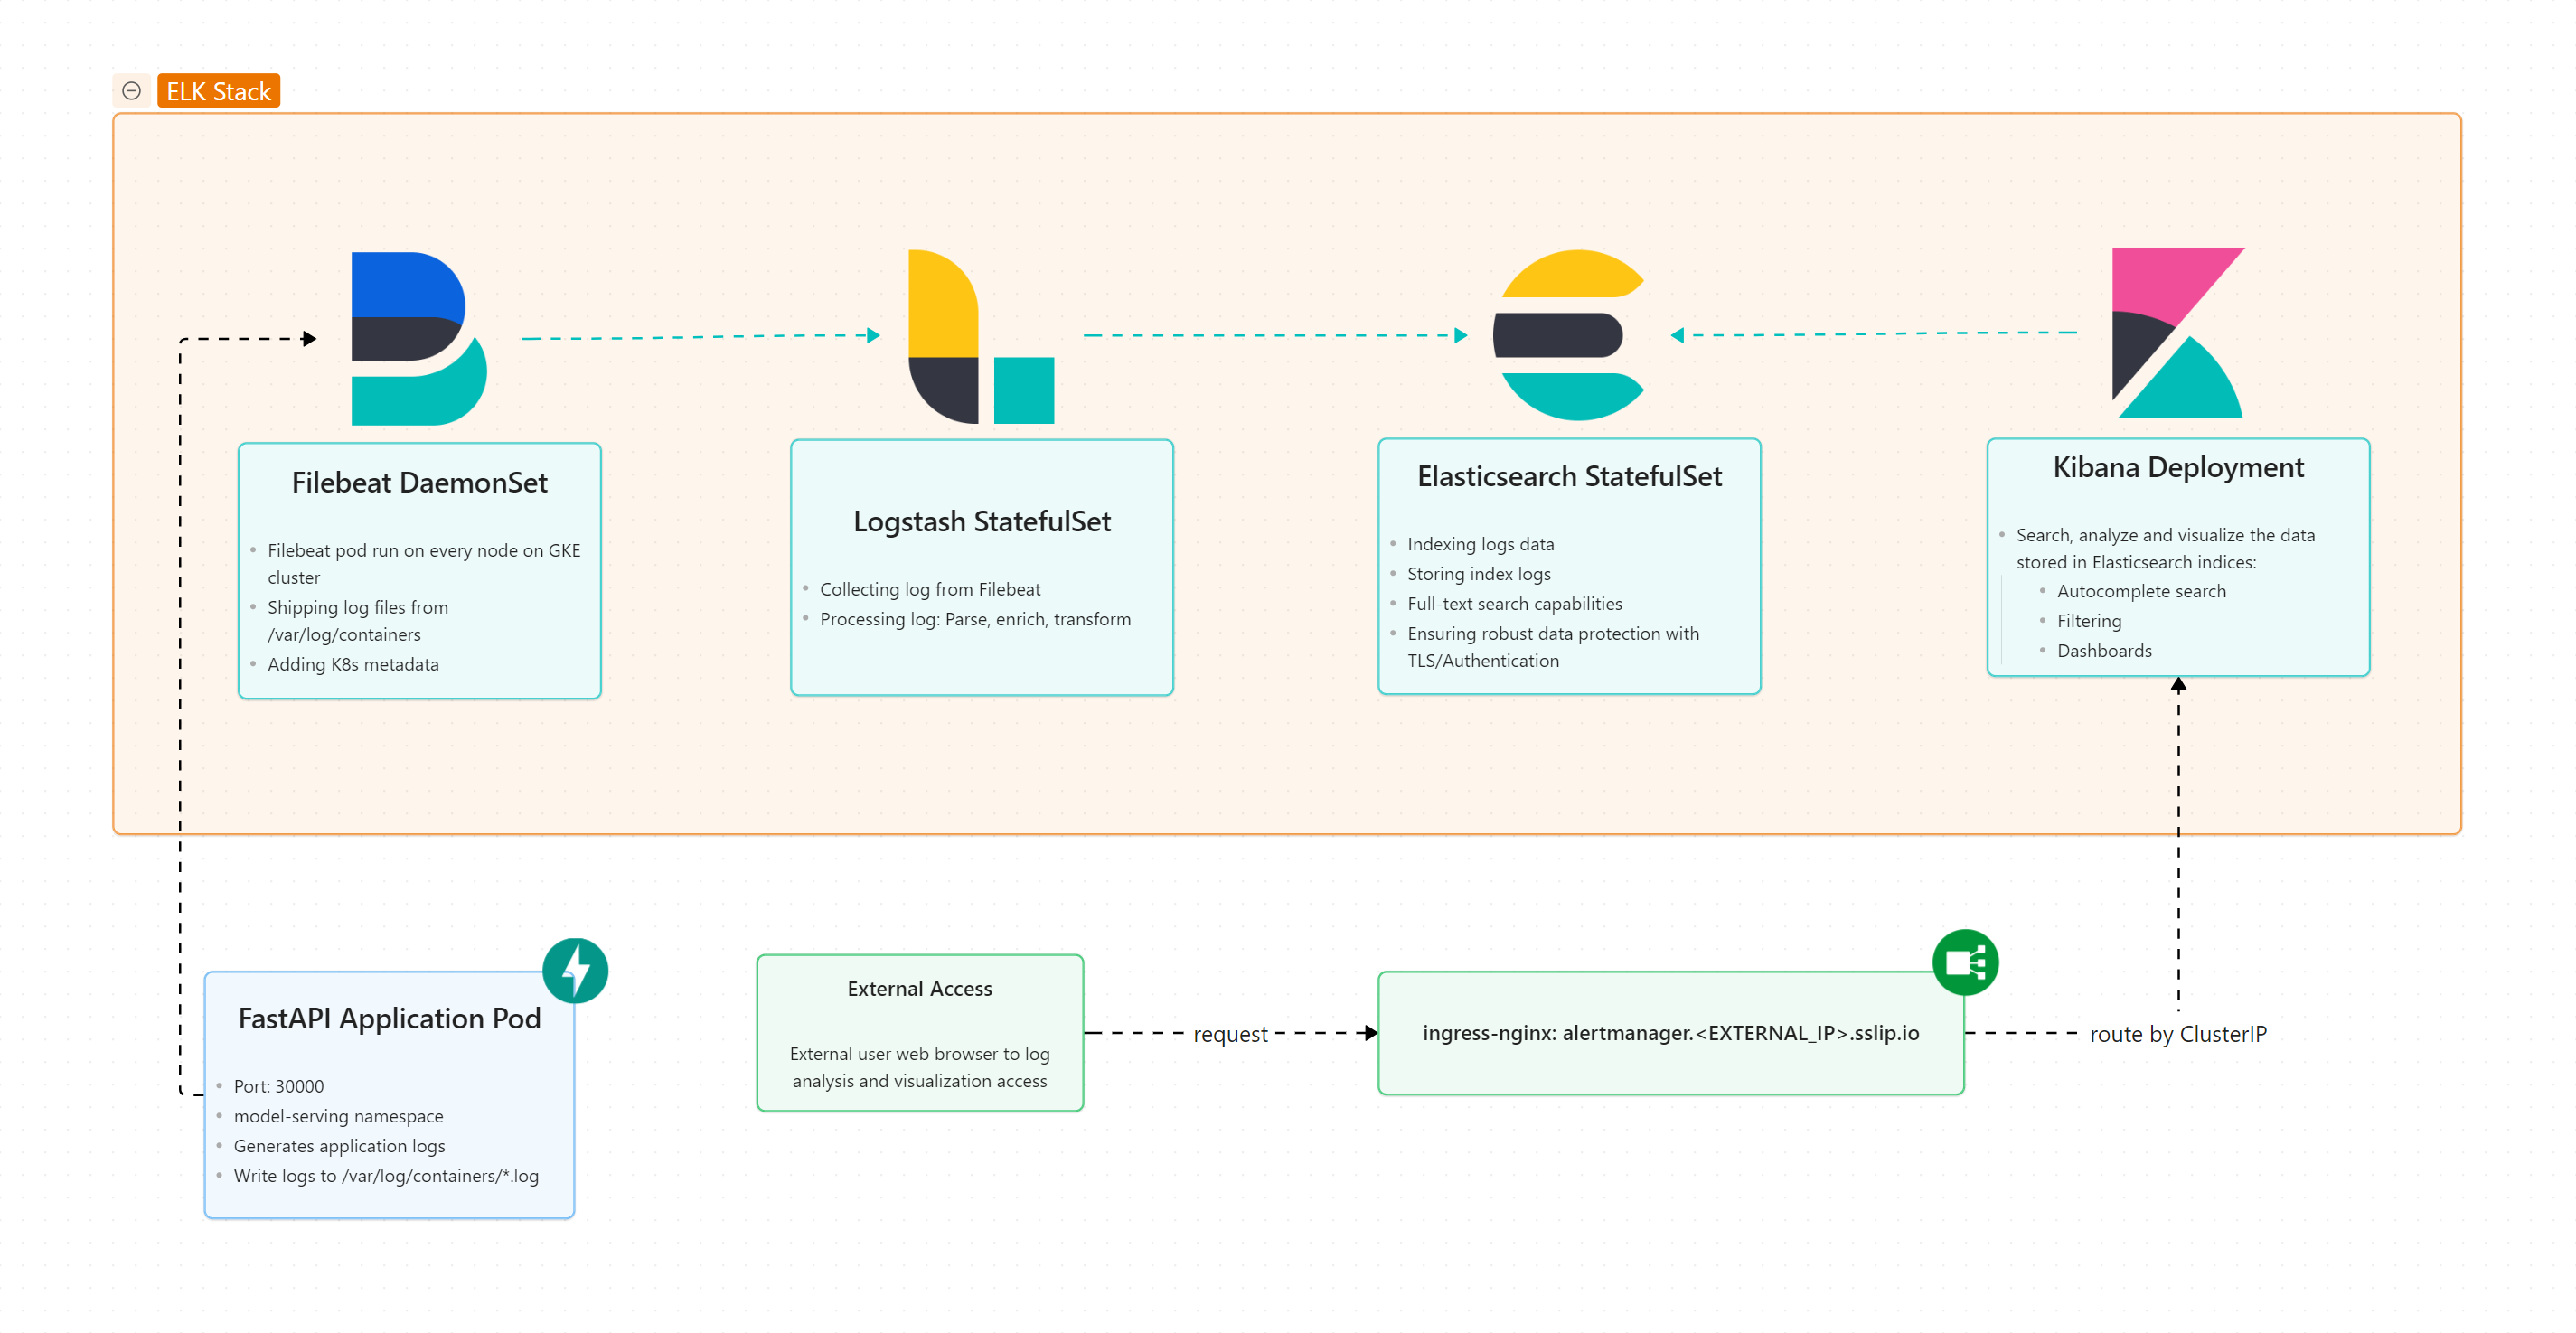 ELK Stack
Filebeat DaemonSet
Filebeat pod run on every node on GKE
cluster
Shipping log files from
/var/log/containers
Adding K8s metadata
Logstash StatefulSet
Collecting log from Filebeat
Processing log: Parse, enrich, transform
Elasticsearch StatefulSet
Indexing logs data
Storing index logs
Full-text search capabilities
Ensuring robust data protection with
TLS/Authentication
Kibana Deployment
Search, analyze and visualize the data
stored in Elasticsearch indices:
Autocomplete search
Filtering
Dashboards
FastAPI Application Pod
Port: 30000
model-serving namespace
Generates application logs
Write logs to /var/log/containers/*.log
External Access
External user web browser to log
analysis and visualization access
request
ingress-nginx: alertmanager.<EXTERNAL_IP>.sslip.io
route by ClusterIP